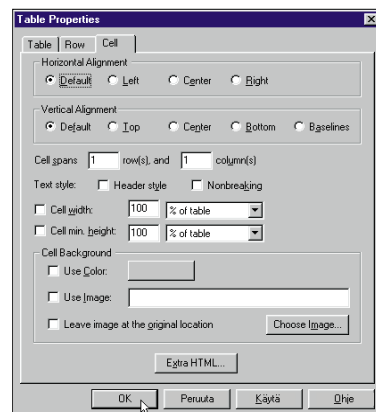 Table Properties
Table Row Cell
Horizontal Alignment
Default Left Center Right
Vertical Alignment
Default Top Center Bottom Baselines
Cell spans 1 row(s), and 1 column(s)
Text style: Header style Nonbreaking
Cell width: 100 % of table
Cell min. height: 100 % of table
Cell Background
Use Color:
Use Image:
Leave image at the original location Choose Image...
Extra HTML...
OK Peruuta Käytä Ohje